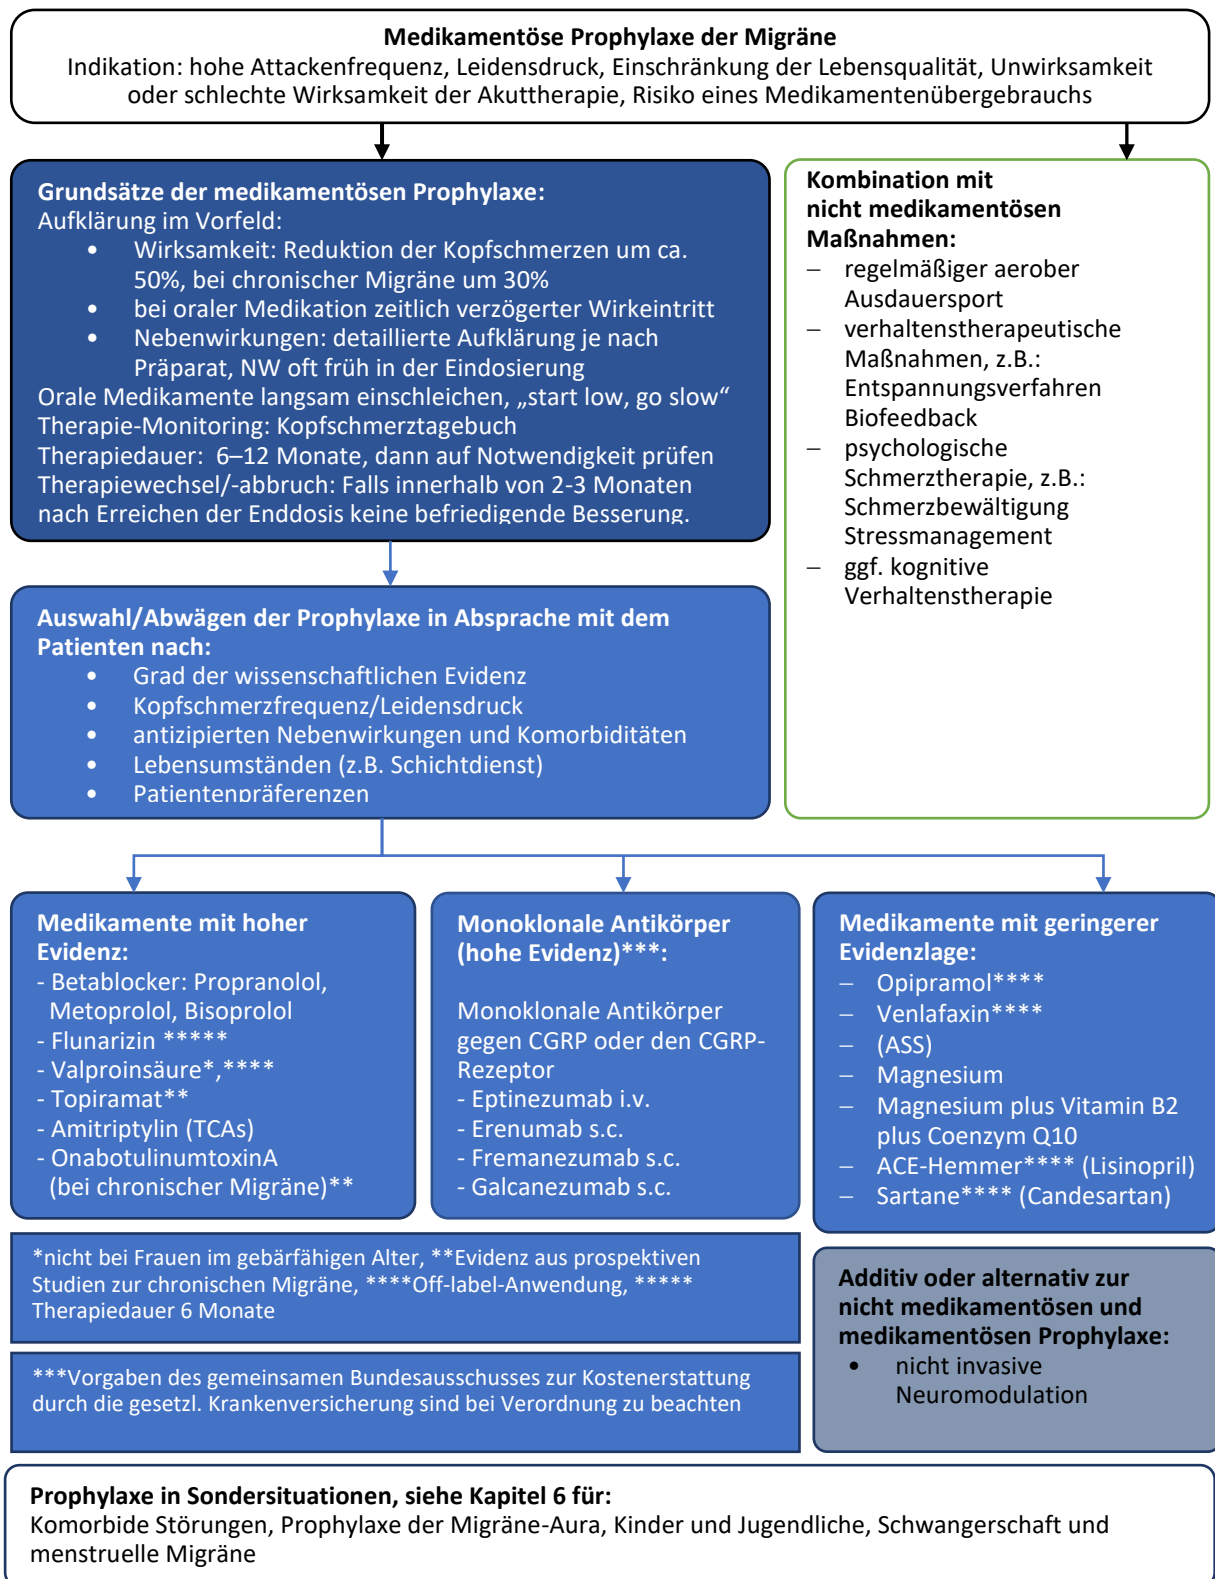 Medikamentöse Prophylaxe der Migräne
Indikation: hohe Attackenfrequenz, Leidensdruck, Einschränkung der Lebensqualität, Unwirksamkeit
oder schlechte Wirksamkeit der Akuttherapie, Risiko eines Medikamentenübergebrauchs
Grundsätze der medikamentösen Prophylaxe:
Aufklärung im Vorfeld:
• Wirksamkeit: Reduktion der Kopfschmerzen um ca.
50%, bei chronischer Migräne um 30%
• bei oraler Medikation zeitlich verzögerter Wirkeintritt
• Nebenwirkungen: detaillierte Aufklärung je nach
Präparat, NW oft früh in der Eindosierung
Orale Medikamente langsam einschleichen, „start low, go slow“
Therapie-Monitoring: Kopfschmerztagebuch
Therapiedauer: 6–12 Monate, dann auf Notwendigkeit prüfen
Therapiewechsel/-abbruch: Falls innerhalb von 2-3 Monaten
nach Erreichen der Enddosis keine befriedigende Besserung.
Kombination mit
nicht medikamentösen
Maßnahmen:
– regelmäßiger aerober
Ausdauersport
– verhaltenstherapeutische
Maßnahmen, z.B.:
Entspannungsverfahren
Biofeedback
– psychologische
Schmerztherapie, z.B.:
Schmerzbewältigung
Stressmanagement
– ggf. kognitive
Verhaltenstherapie
Auswahl/Abwägen der Prophylaxe in Absprache mit dem
Patienten nach:
• Grad der wissenschaftlichen Evidenz
• Kopfschmerzfrequenz/Leidensdruck
• antizipierten Nebenwirkungen und Komorbiditäten
• Lebensumständen (z.B. Schichtdienst)
• Patientenpräferenzen
Medikamente mit hoher
Evidenz:
- Betablocker: Propranolol,
Metoprolol, Bisoprolol
- Flunarizin *****
- Valproinsäure*,****
- Topiramat**
- Amitriptylin (TCAs)
- OnabotulinumtoxinA
(bei chronischer Migräne)**
Monoklonale Antikörper
(hohe Evidenz)***:
Monoklonale Antikörper
gegen CGRP oder den CGRP-
Rezeptor
- Eptinezumab i.v.
- Erenumab s.c.
- Fremanezumab s.c.
- Galcanezumab s.c.
Medikamente mit geringerer
Evidenzlage:
– Opipramol****
– Venlafaxin****
– (ASS)
– Magnesium
– Magnesium plus Vitamin B2
plus Coenzym Q10
– ACE-Hemmer**** (Lisinopril)
– Sartane**** (Candesartan)
*nicht bei Frauen im gebärfähigen Alter, **Evidenz aus prospektiven
Studien zur chronischen Migräne, ****Off-label-Anwendung, *****
Therapiedauer 6 Monate
***Vorgaben des gemeinsamen Bundesausschusses zur Kostenerstattung
durch die gesetzl. Krankenversicherung sind bei Verordnung zu beachten
Additiv oder alternativ zur
nicht medikamentösen und
medikamentösen Prophylaxe:
• nicht invasive
Neuromodulation
Prophylaxe in Sondersituationen, siehe Kapitel 6 für:
Komorbide Störungen, Prophylaxe der Migräne-Aura, Kinder und Jugendliche, Schwangerschaft und
menstruelle Migräne